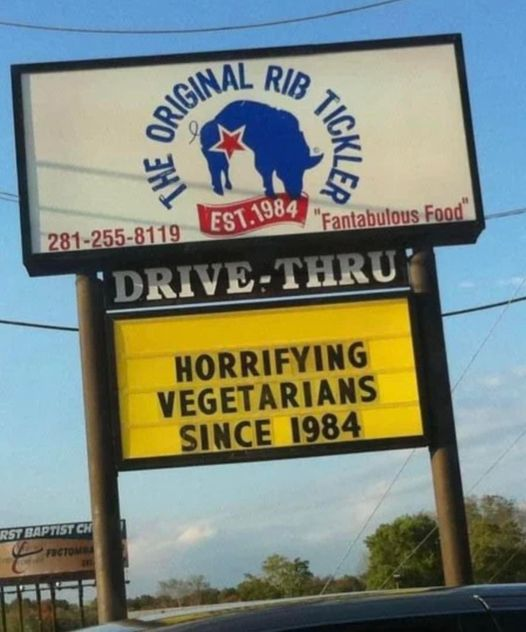 THE ORIGINAL RIB TICKLER
EST.1984
281-255-8119
"Fantabulous Food"
DRIVE-THRU
HORRIFYING
VEGETARIANS
SINCE 1984
RST BAPTIST CH